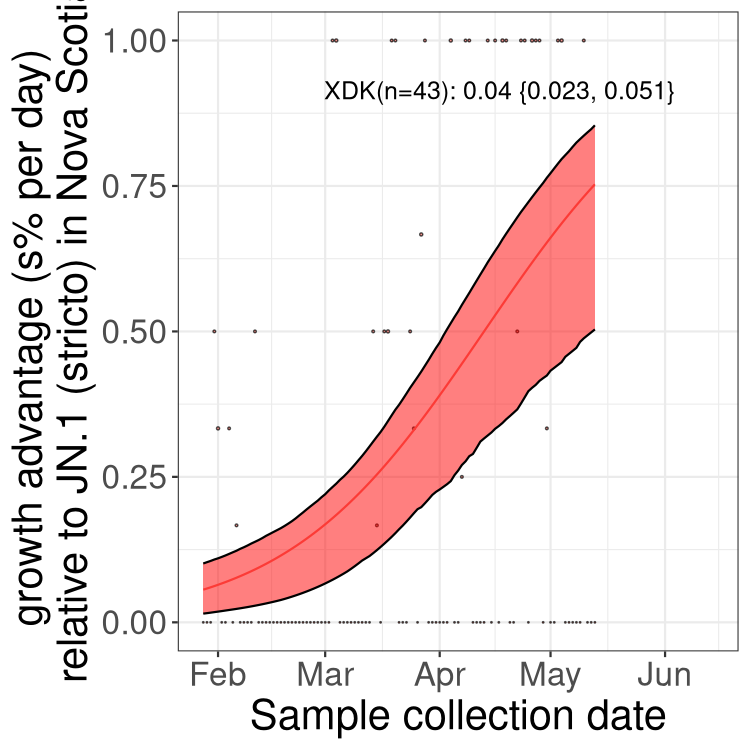 growth advantage (s% per day)
relative to JN.1 (stricto) in Nova Scotia
1.00
0.75
0.50
0.25
0.00
XDK(n=43): 0.04 {0.023, 0.051}
Feb Mar Apr May Jun
Sample collection date